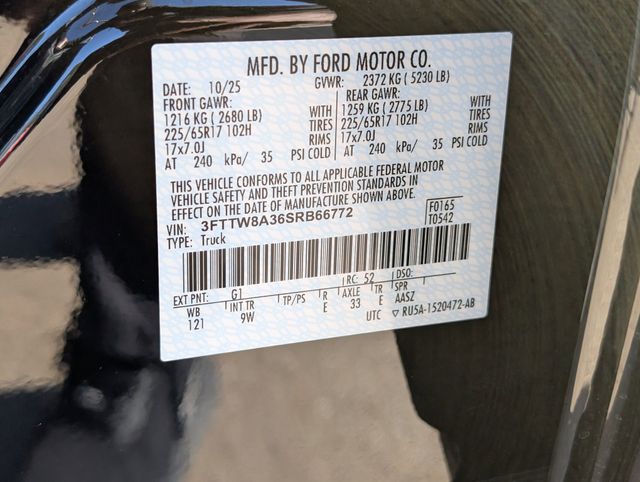 MFD. BY FORD MOTOR CO.
DATE: 10/25 GVWR: 2372 KG ( 5230 LB)
FRONT GAWR: REAR GAWR:
1216 KG ( 2680 LB) WITH 1259 KG ( 2775 LB) WITH
225/65R17 102H TIRES 225/65R17 102H TIRES
17x7.0J RIMS 17x7.0J RIMS
AT 240 kPa/ 35 PSI COLD AT 240 kPa/ 35 PSI COLD
THIS VEHICLE CONFORMS TO ALL APPLICABLE FEDERAL MOTOR
VEHICLE SAFETY AND THEFT PREVENTION STANDARDS IN
EFFECT ON THE DATE OF MANUFACTURE SHOWN ABOVE.
VIN: 3FTTW8A36SRB66772 F0165
TYPE: Truck T0542
EXT PNT: G1 RC: 52 DSO:
WB INT TR TP/PS R AXLE TR SPR
121 9W E 33 E AASZ
UTC ▽ RU5A-1520472-AB